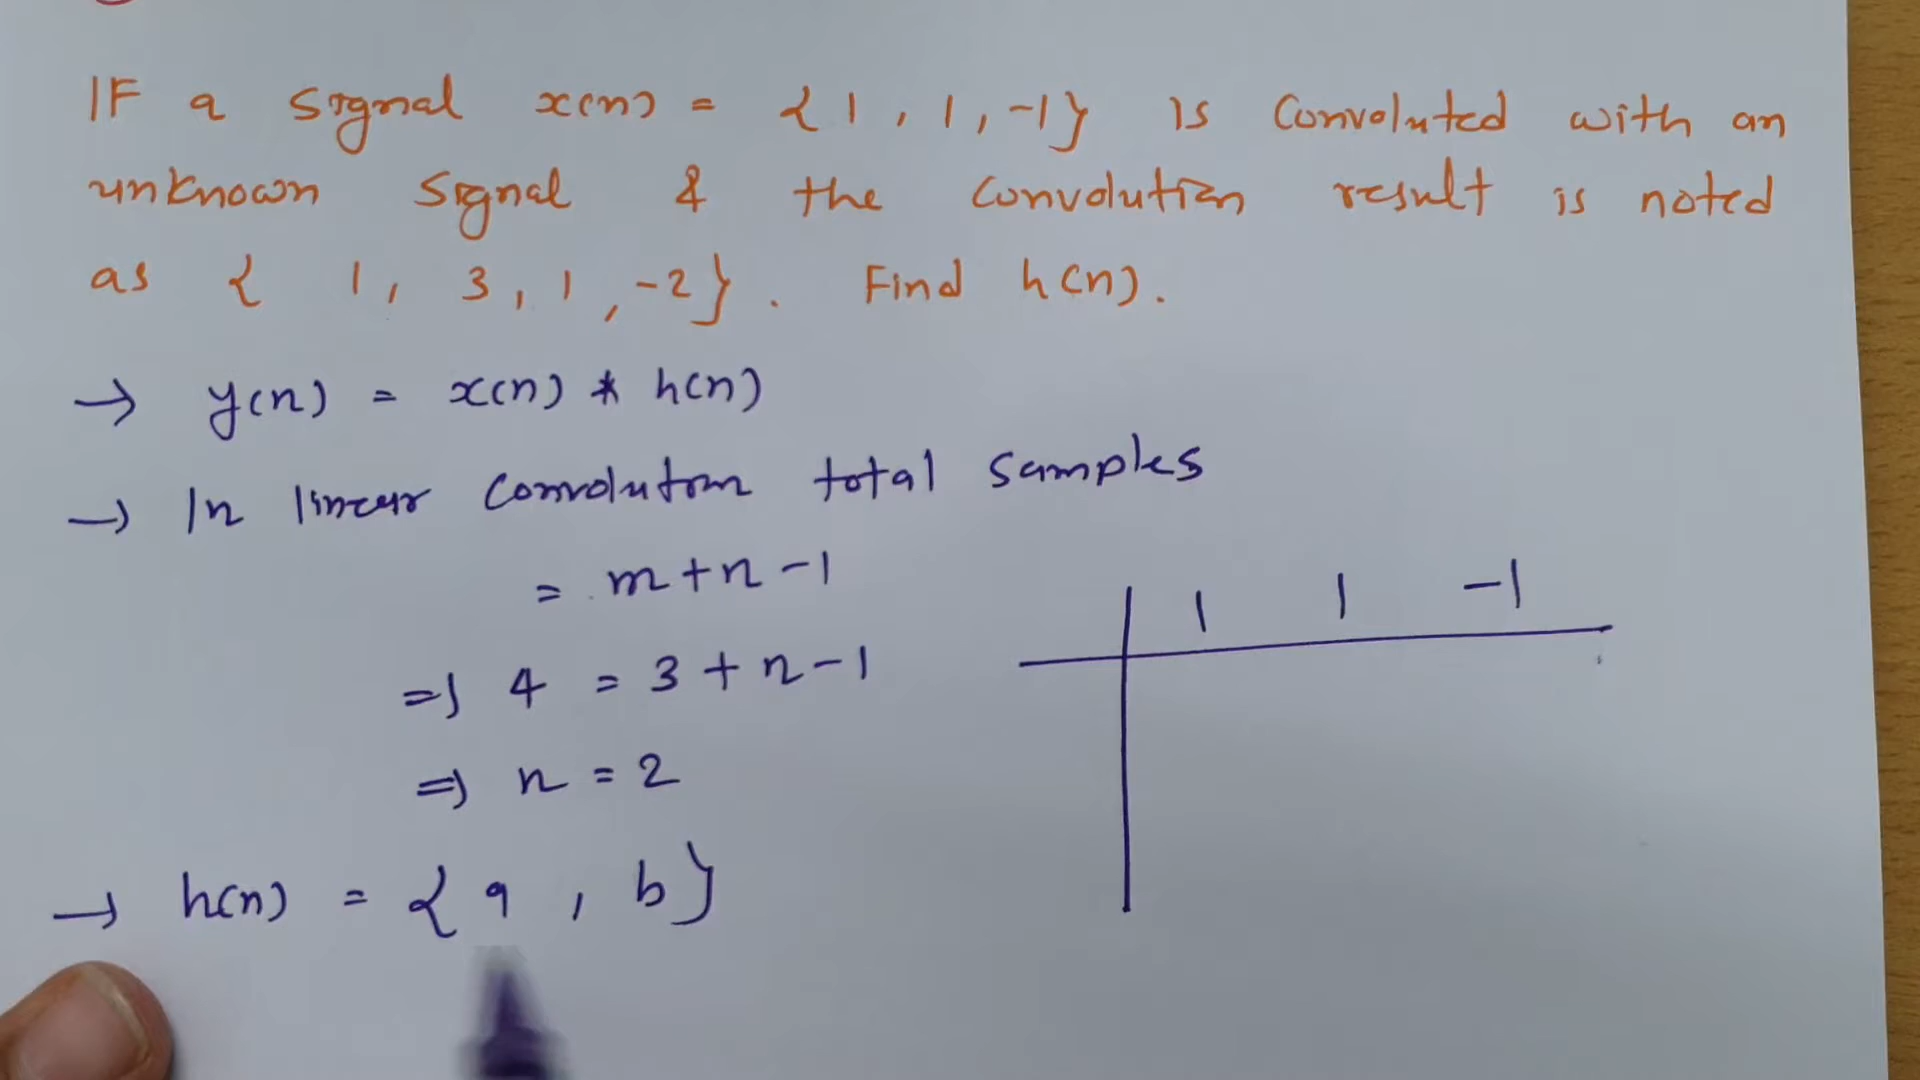 IF a signal x(n) = {1, 1, -1} is convoluted with an
unknown signal & the convolution result is noted
as { 1, 3, 1, -2}. Find h(n).
→ y(n) = x(n) * h(n)
→ In linear convolution total samples
= m+n-1
=) 4 = 3+n-1
=) n = 2
→ h(n) = {a, b}
1 1 -1